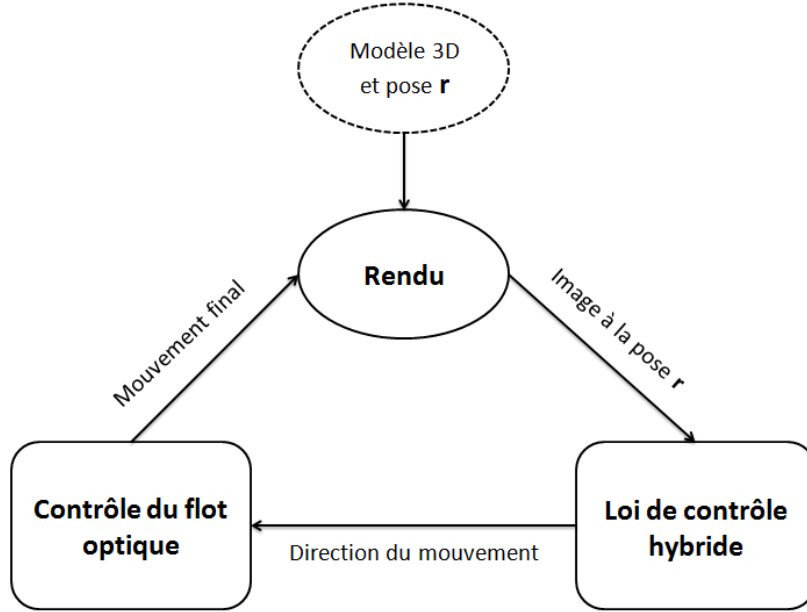 Modèle 3D
et pose r
Rendu
Mouvement final
Image à la pose r
Contrôle du flot
optique
Direction du mouvement
Loi de contrôle
hybride